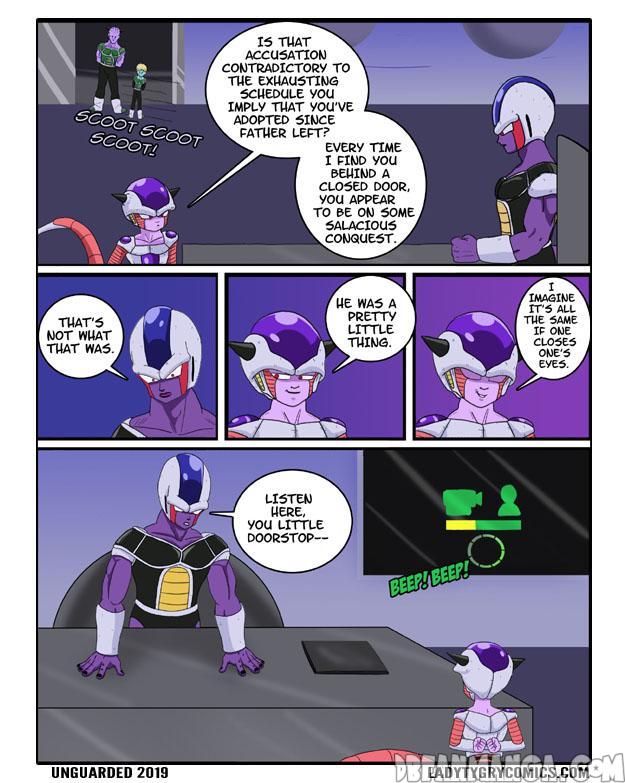 IS THAT
ACCUSATION
CONTRADICTORY TO
THE EXHAUSTING
SCHEDULE YOU
IMPLY THAT YOU'VE
ADOPTED SINCE
FATHER LEFT?
EVERY TIME
I FIND YOU
BEHIND A
CLOSED DOOR,
YOU APPEAR
TO BE ON SOME
SALACIOUS
CONQUEST.
SCOOT SCOOT
SCOOT!
THAT'S
NOT WHAT
THAT WAS.
HE WAS A
PRETTY
LITTLE
THING.
I
IMAGINE
IT'S ALL
THE SAME
IF ONE
CLOSES
ONE'S
EYES.
LISTEN
HERE,
YOU LITTLE
DOORSTOP--
BEEP! BEEP!
UNGUARDED 2019
LADYTYGRYCOMICS.COM
DBFANMANGA.COM